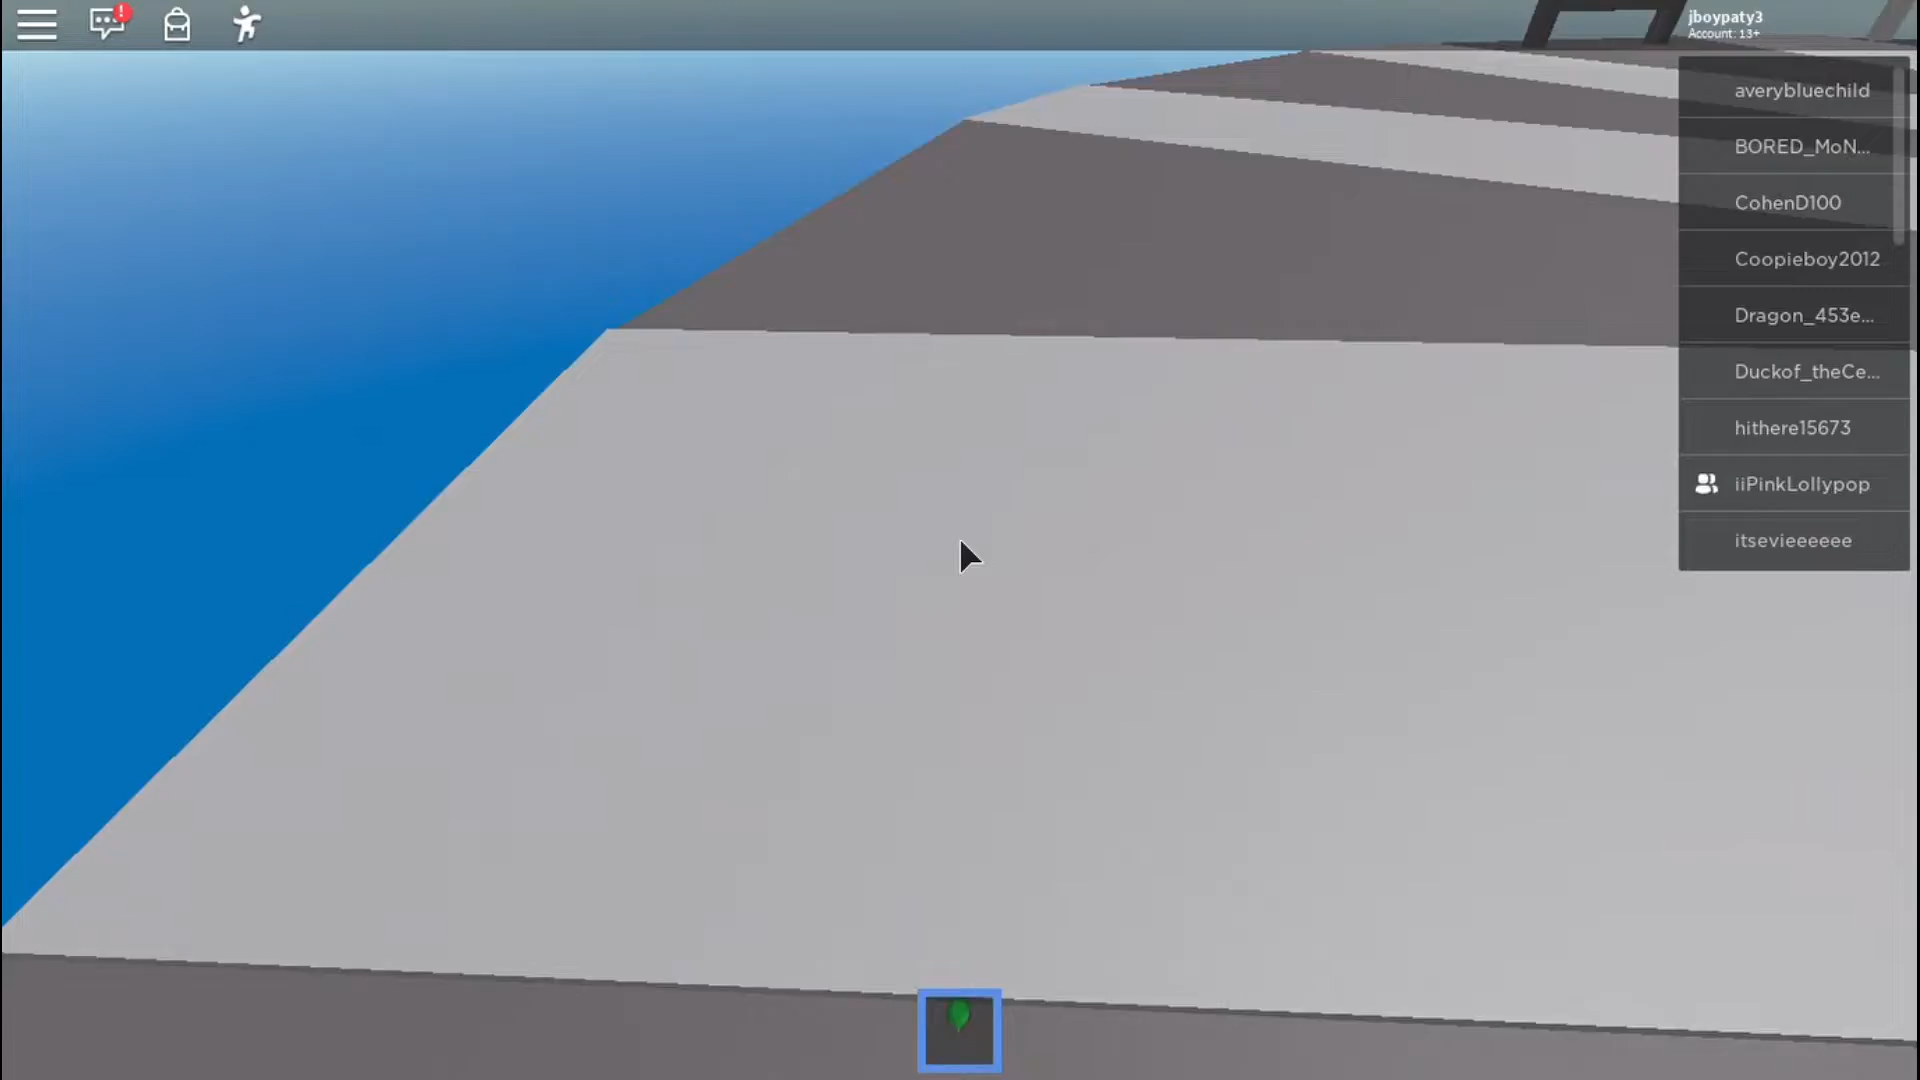 jboypaty3
Account: 13+
averybluechild
BORED_MoN...
CohenD100
Coopieboy2012
Dragon_453e...
Duckof_theCe...
hithere15673
iiPinkLollypop
itsevieeeeee